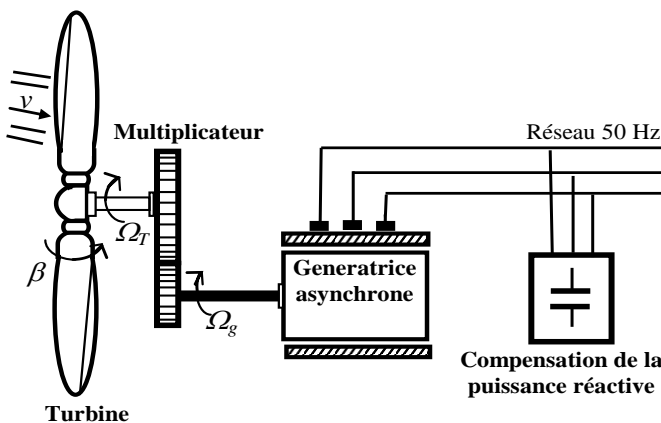 Réseau 50 Hz
v
Multiplicateur
Ω_T
Generatrice
asynchrone
β
Ω_g
Compensation de la
puissance réactive
Turbine